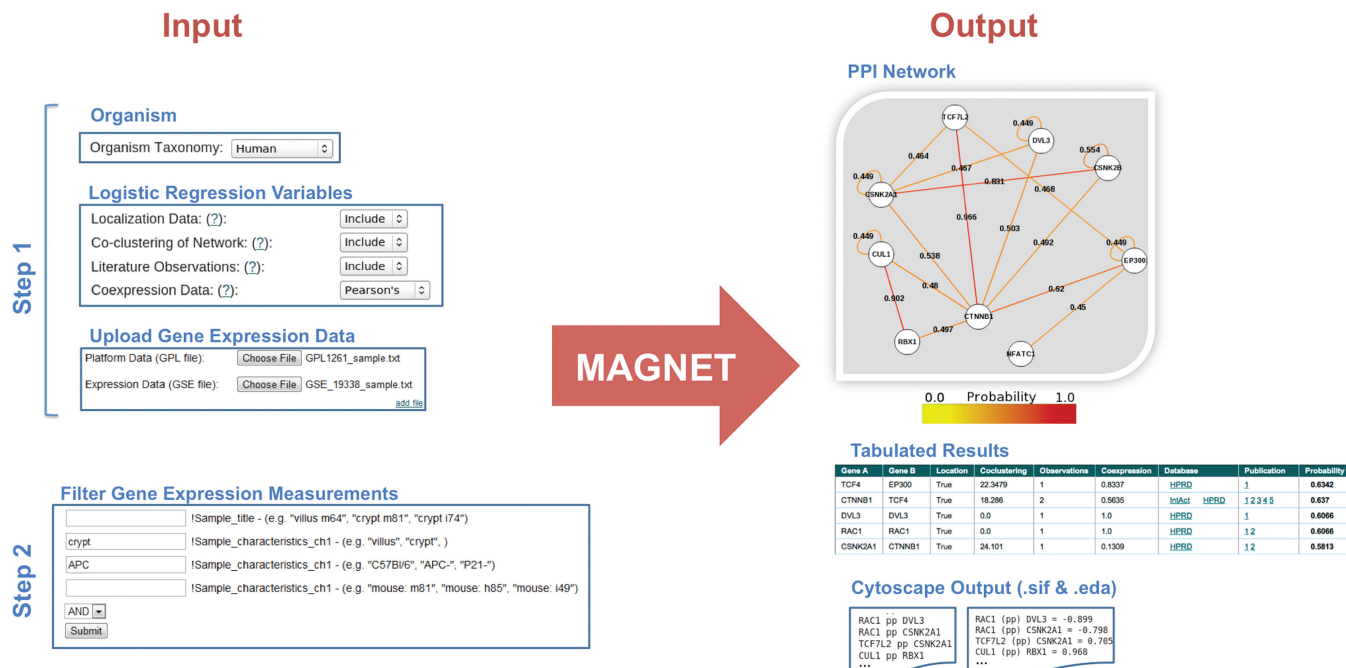 Input
Step 1
Organism
Organism Taxonomy: Human
Logistic Regression Variables
Localization Data: (?): Include
Co-clustering of Network: (?): Include
Literature Observations: (?): Include
Coexpression Data: (?): Pearson's
Upload Gene Expression Data
Platform Data (GPL file): Choose File GPL1261_sample.txt
Expression Data (GSE file): Choose File GSE_19338_sample.txt
add file
Step 2
Filter Gene Expression Measurements
!Sample_title - (e.g. "villus m64", "crypt m81", "crypt i74")
crypt !Sample_characteristics_ch1 - (e.g. "villus", "crypt", )
APC !Sample_characteristics_ch1 - (e.g. "C57Bl/6", "APC-", "P21-")
!Sample_characteristics_ch1 - (e.g. "mouse: m81", "mouse: h85", "mouse: i49")
AND
Submit
MAGNET
Output
PPI Network
TCF7L2
0.449
DVL3
0.554
CSNK2B
0.464
0.467
0.449
CSNK2A1
0.831
0.468
0.966
0.503
0.449
CUL1
0.492
0.449
EP300
0.538
0.48
0.62
0.902
0.45
CTNNB1
0.497
RBX1
NFATC1
0.0 Probability 1.0
Tabulated Results
Gene A Gene B Location Coclustering Observations Coexpression Database Publication Probability
TCF4 EP300 True 22.3479 1 0.8337 HPRD 1 0.6342
CTNNB1 TCF4 True 18.286 2 0.5635 IntAct HPRD 1 2 3 4 5 0.637
DVL3 DVL3 True 0.0 1 1.0 HPRD 1 0.6066
RAC1 RAC1 True 0.0 1 1.0 HPRD 1 2 0.6066
CSNK2A1 CTNNB1 True 24.101 1 0.1309 HPRD 1 2 0.5813
Cytoscape Output (.sif & .eda)
..
RAC1 pp DVL3
RAC1 pp CSNK2A1
TCF7L2 pp CSNK2A1
CUL1 pp RBX1
...
RAC1 (pp) DVL3 = -0.899
RAC1 (pp) CSNK2A1 = -0.798
TCF7L2 (pp) CSNK2A1 = 0.705
CUL1 (pp) RBX1 = 0.968
...